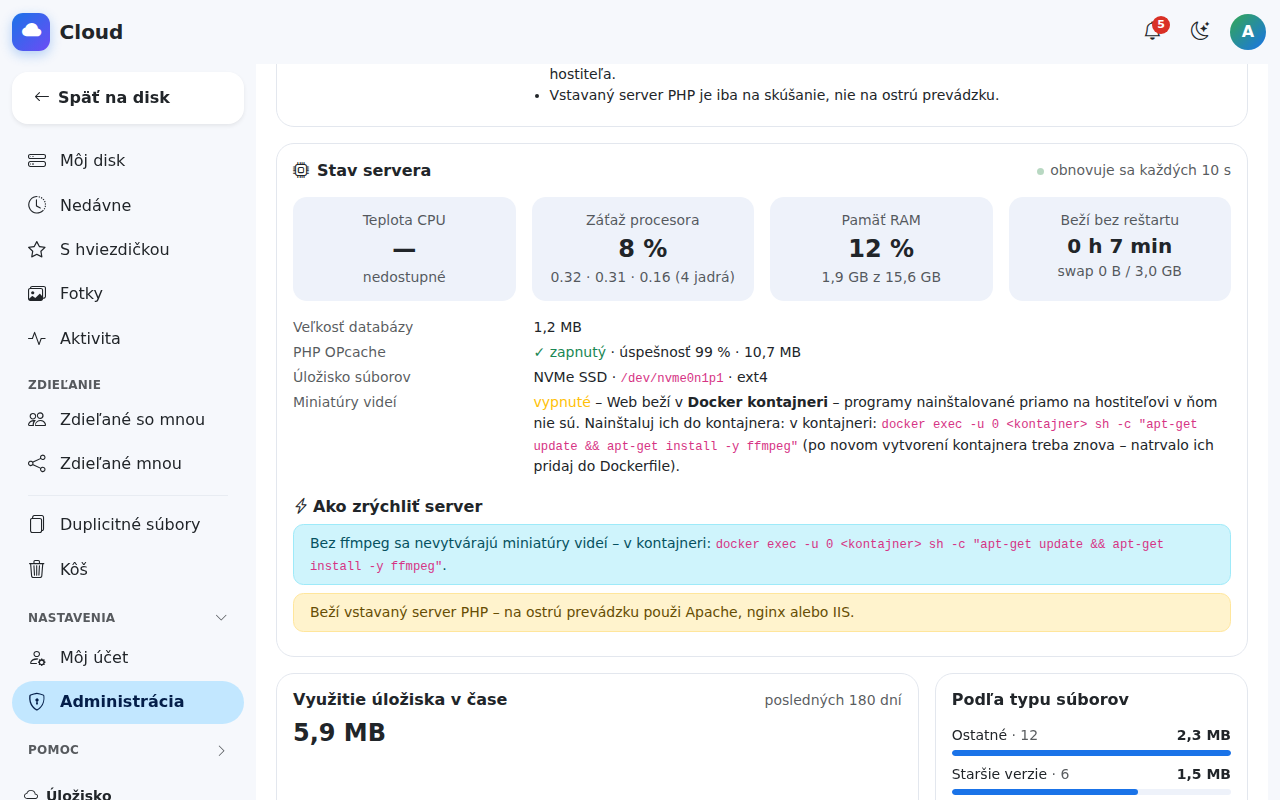 Cloud
5
A
Späť na disk
Môj disk
Nedávne
S hviezdičkou
Fotky
Aktivita
ZDIEĽANIE
Zdieľané so mnou
Zdieľané mnou
Duplicitné súbory
Kôš
NASTAVENIA
Môj účet
Administrácia
POMOC
Úložisko
hostiteľa.
• Vstavaný server PHP je iba na skúšanie, nie na ostrú prevádzku.
Stav servera
obnovuje sa každých 10 s
Teplota CPU
—
nedostupné
Záťaž procesora
8 %
0.32 · 0.31 · 0.16 (4 jadrá)
Pamäť RAM
12 %
1,9 GB z 15,6 GB
Beží bez reštartu
0 h 7 min
swap 0 B / 3,0 GB
Veľkosť databázy 1,2 MB
PHP OPcache ✓ zapnutý · úspešnosť 99 % · 10,7 MB
Úložisko súborov NVMe SSD · /dev/nvme0n1p1 · ext4
Miniatúry videí vypnuté – Web beží v Docker kontajneri – programy nainštalované priamo na hostiteľovi v ňom
nie sú. Nainštaluj ich do kontajnera: v kontajneri: docker exec -u 0 <kontajner> sh -c "apt-get
update && apt-get install -y ffmpeg" (po novom vytvorení kontajnera treba znova – natrvalo ich
pridaj do Dockerfile).
Ako zrýchliť server
Bez ffmpeg sa nevytvárajú miniatúry videí – v kontajneri: docker exec -u 0 <kontajner> sh -c "apt-get update && apt-get
install -y ffmpeg".
Beží vstavaný server PHP – na ostrú prevádzku použi Apache, nginx alebo IIS.
Využitie úložiska v čase
posledných 180 dní
5,9 MB
Podľa typu súborov
Ostatné · 12 2,3 MB
Staršie verzie · 6 1,5 MB